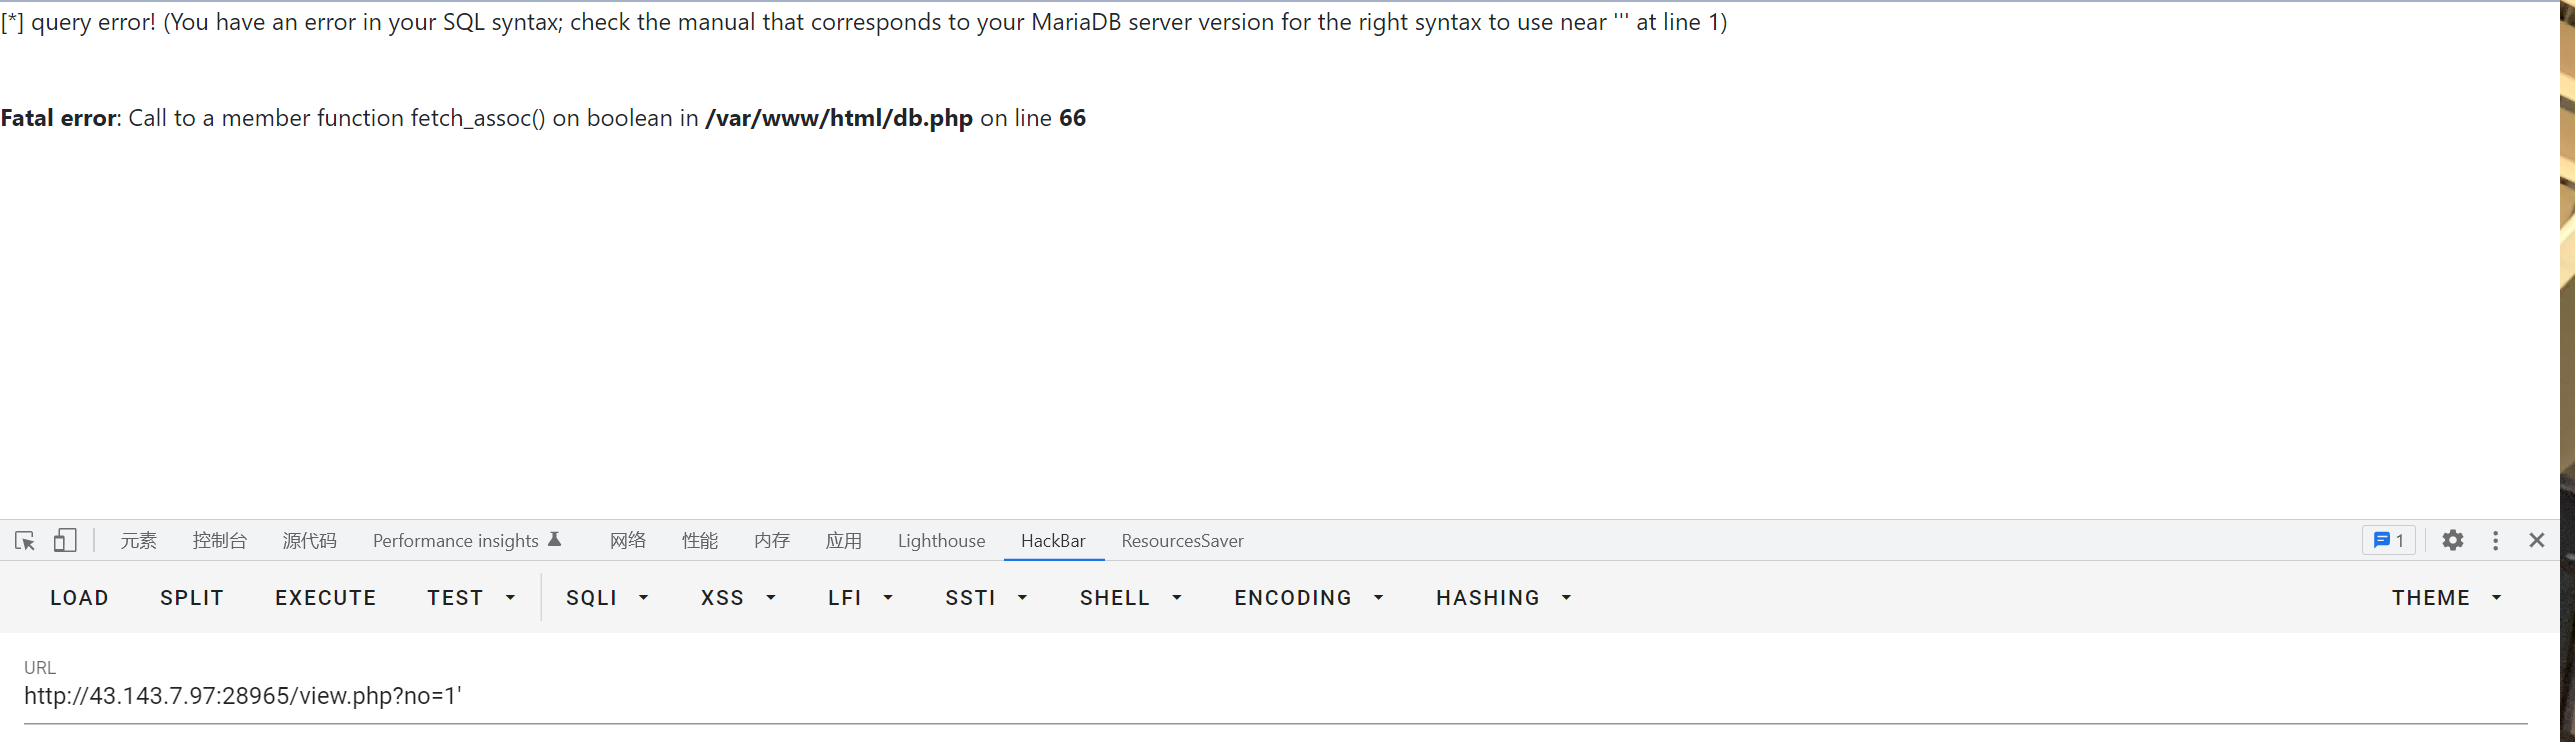 [*] query error! (You have an error in your SQL syntax; check the manual that corresponds to your MariaDB server version for the right syntax to use near ''' at line 1)
Fatal error: Call to a member function fetch_assoc() on boolean in /var/www/html/db.php on line 66
元素 控制台 源代码 Performance insights 网络 性能 内存 应用 Lighthouse HackBar ResourcesSaver 1
LOAD SPLIT EXECUTE TEST SQLI XSS LFI SSTI SHELL ENCODING HASHING THEME
URL
http://43.143.7.97:28965/view.php?no=1'